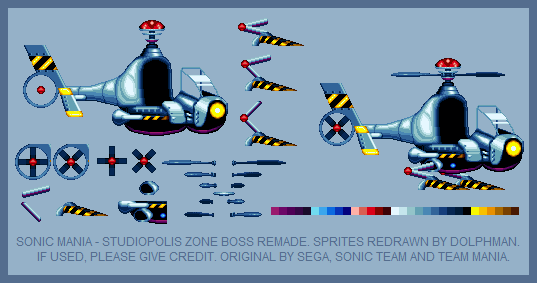 SONIC MANIA - STUDIOPOLIS ZONE BOSS REMADE. SPRITES REDRAWN BY DOLPHMAN.
IF USED, PLEASE GIVE CREDIT. ORIGINAL BY SEGA, SONIC TEAM AND TEAM MANIA.